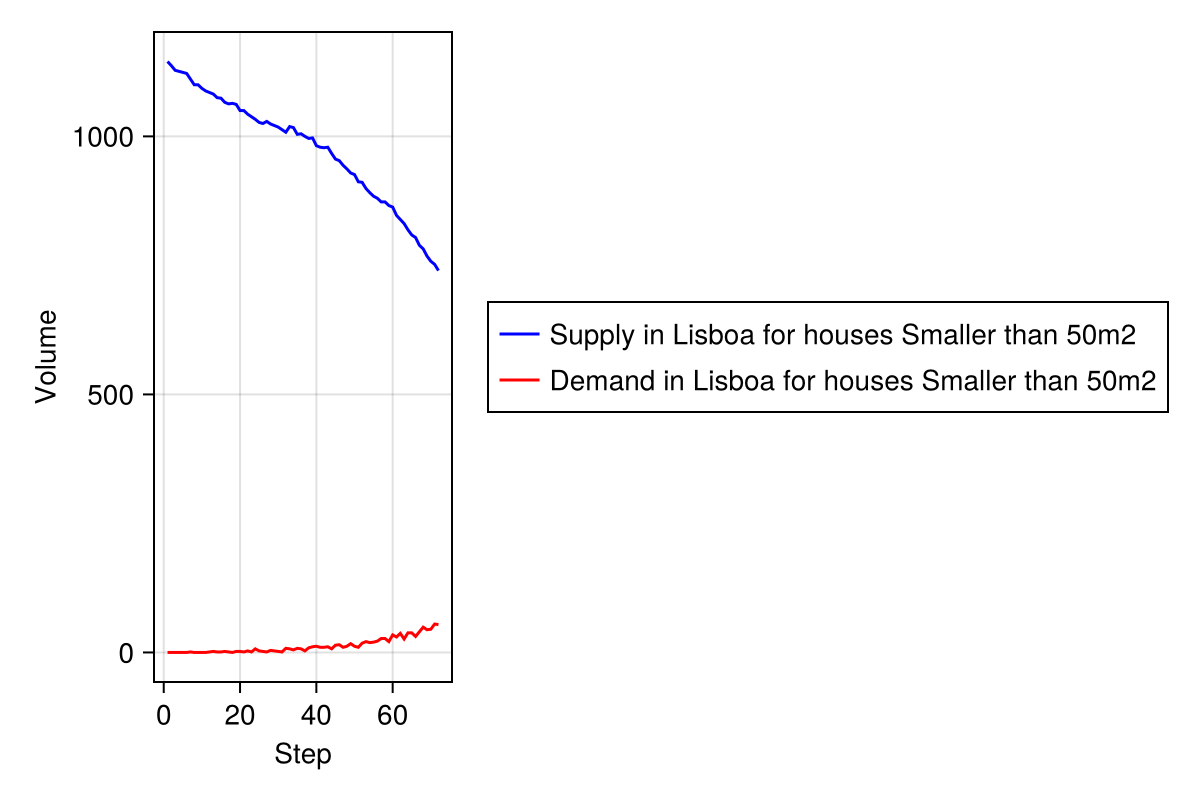 1000
500
0
Volume
0 20 40 60
Step
Supply in Lisboa for houses Smaller than 50m2
Demand in Lisboa for houses Smaller than 50m2